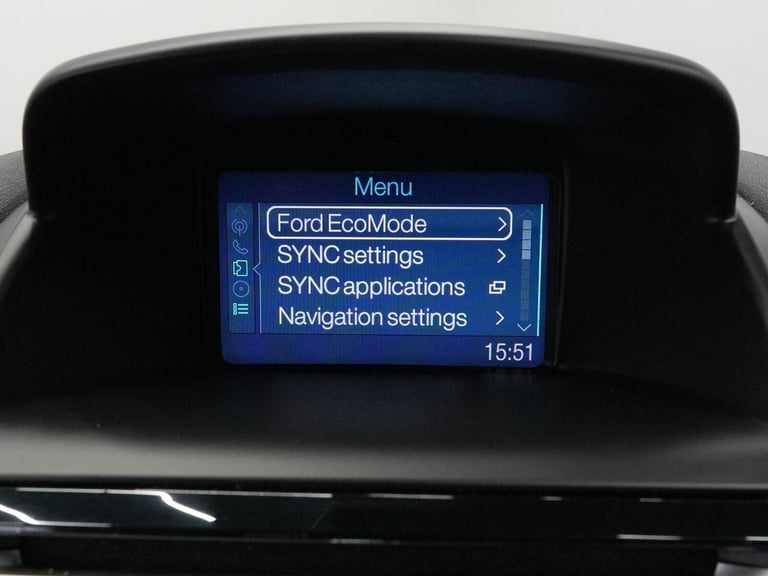 Menu
Ford EcoMode
SYNC settings
SYNC applications
Navigation settings
15:51